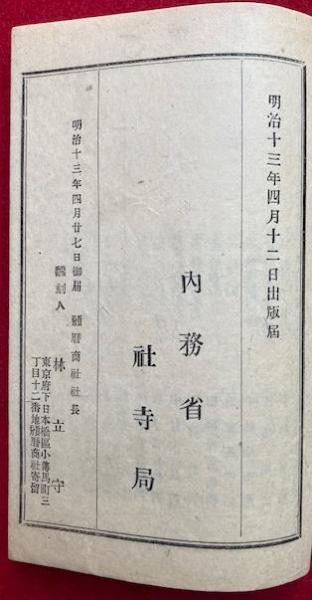 明治十三年四月十二日出版届
內務省
社寺局
明治十三年四月廿七日御届
頒暦商社社長
飜刻人
林立守
東京府下日本橋區小傳馬町三
丁目十二番地頒暦商社寄留